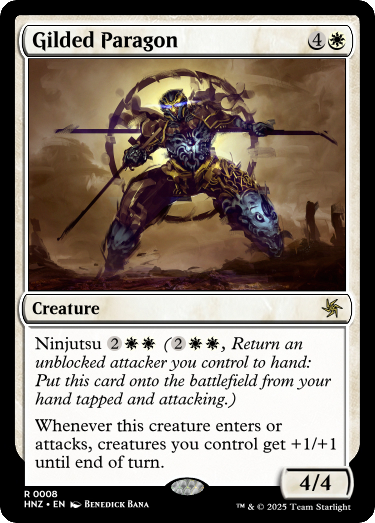 Gilded Paragon 4
Creature
Ninjutsu 2 (2, Return an
unblocked attacker you control to hand:
Put this card onto the battlefield from your
hand tapped and attacking.)
Whenever this creature enters or
attacks, creatures you control get +1/+1
until end of turn.
4/4
R 0008
HNZ • EN Benedick Bana
™ & © 2025 Team Starlight